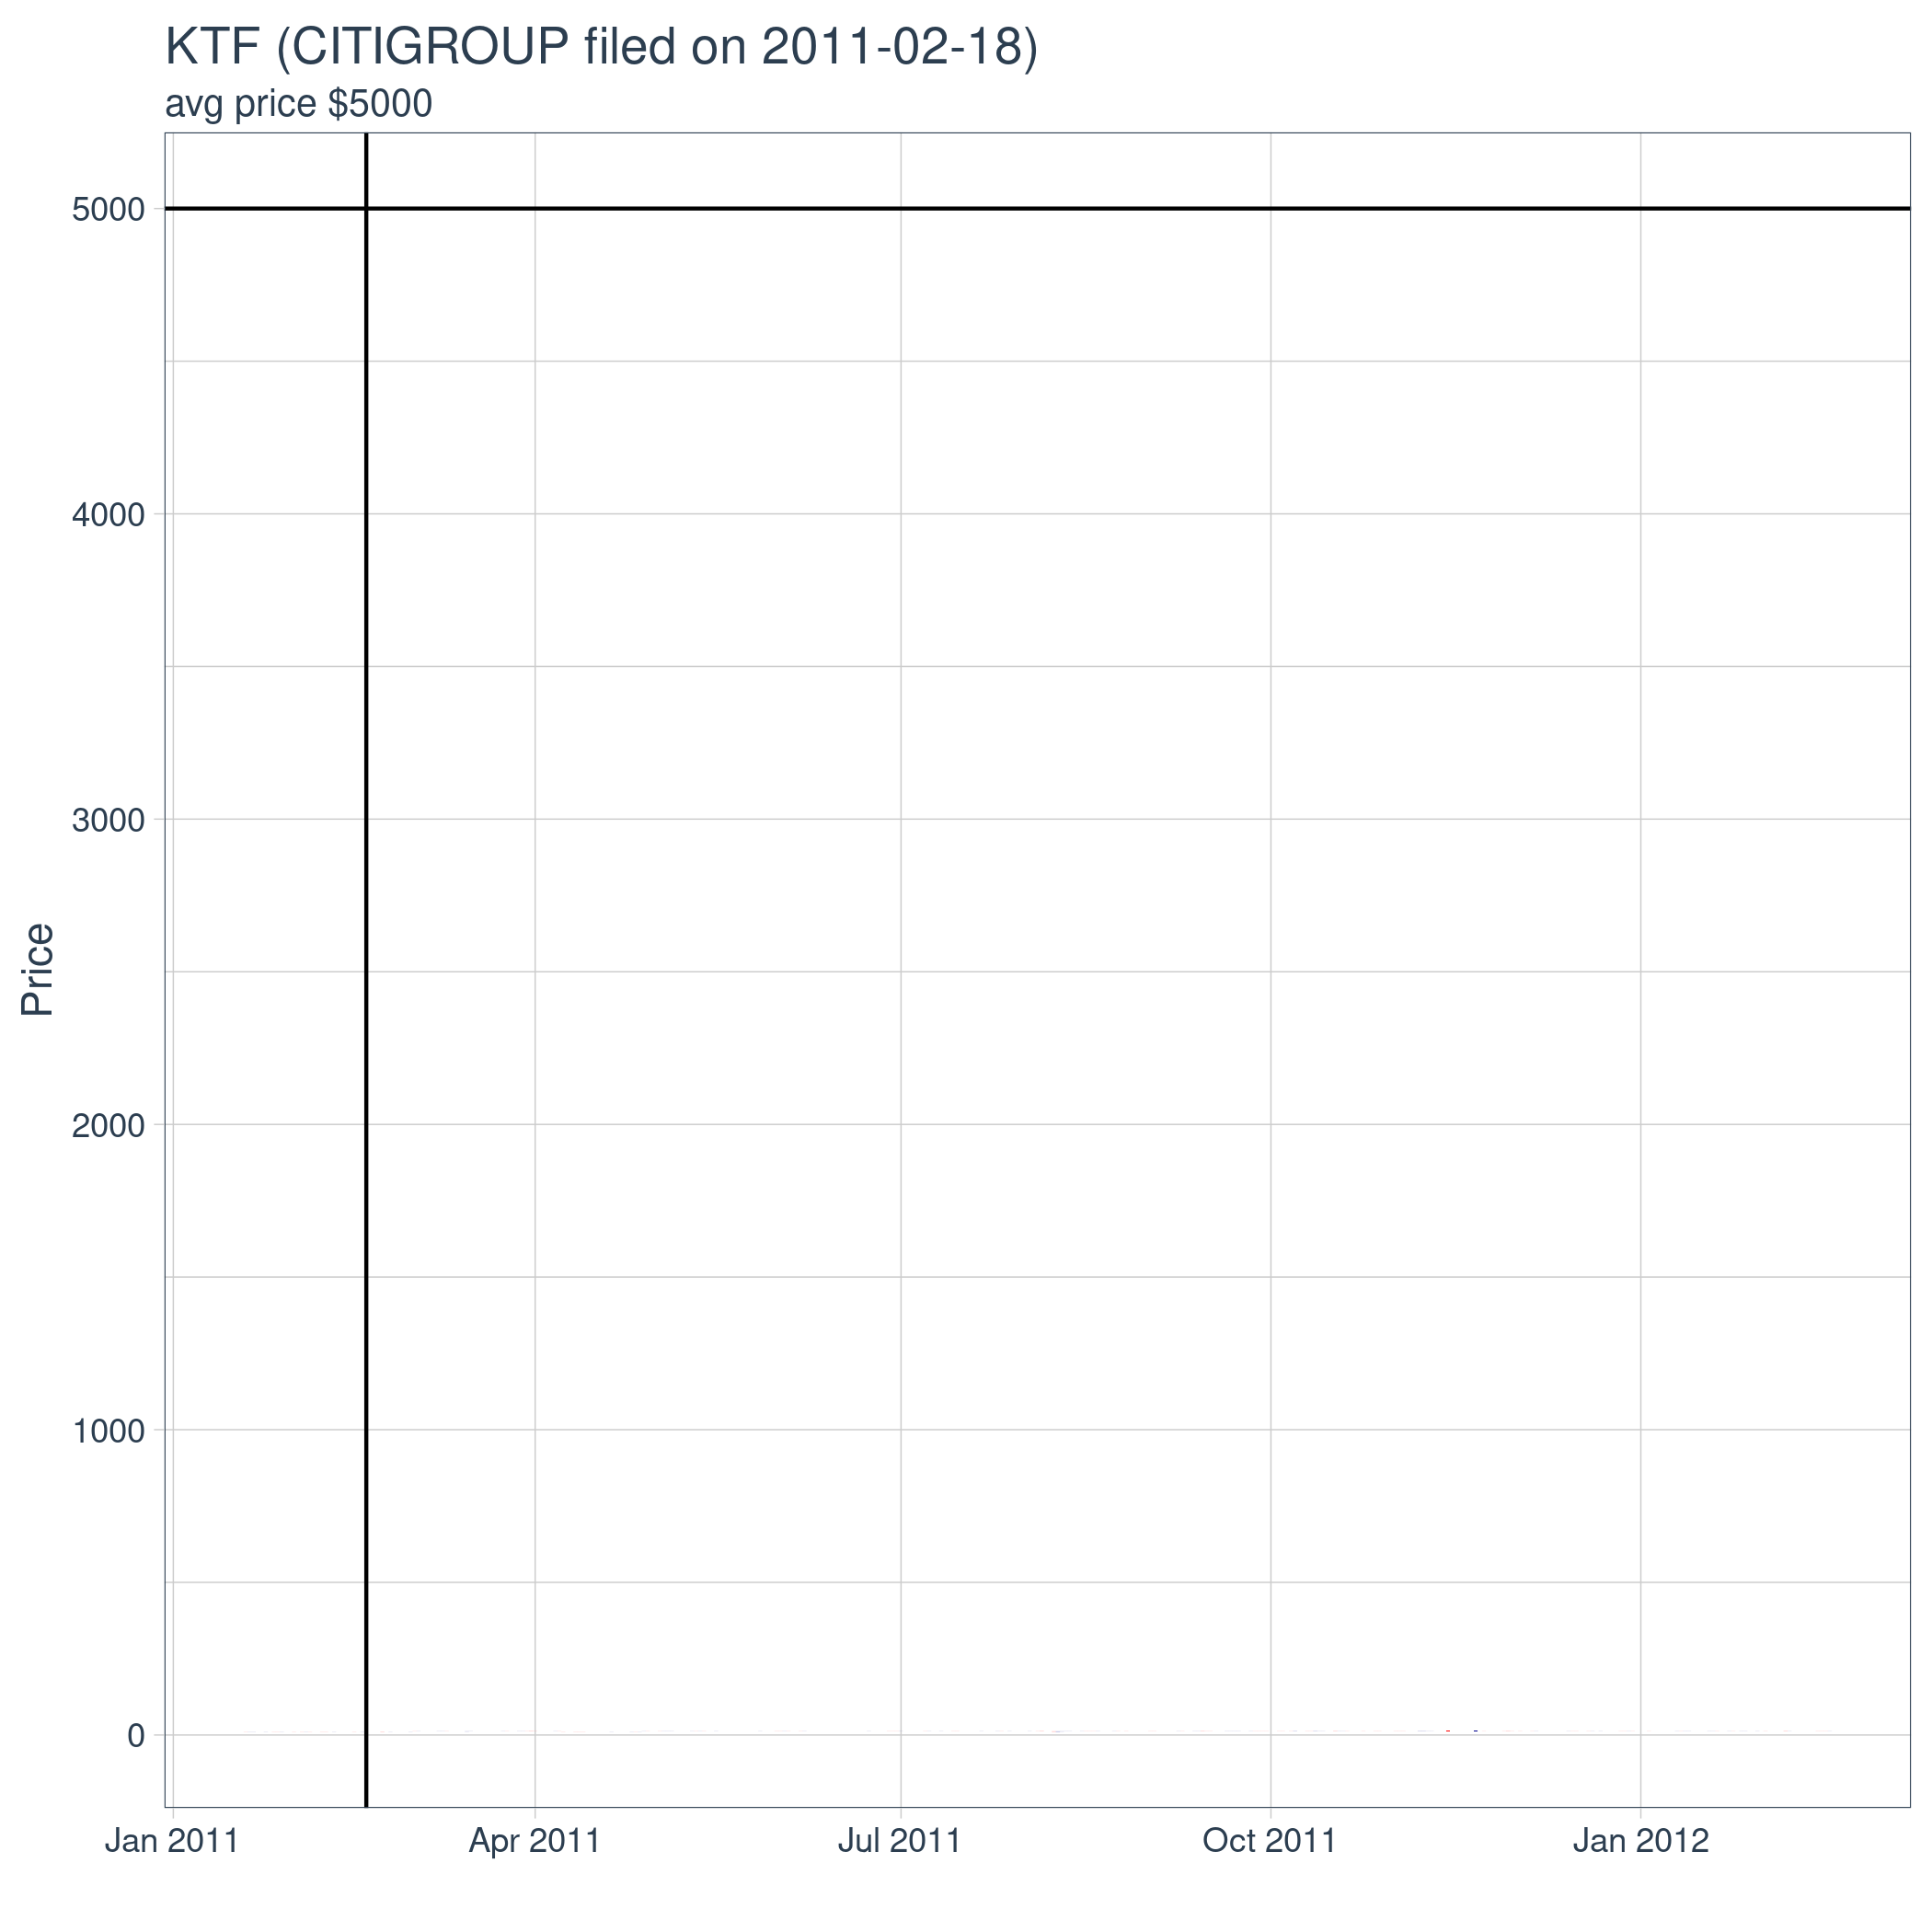 KTF (CITIGROUP filed on 2011-02-18)
avg price $5000
5000
4000
3000
2000
1000
0
Price
Jan 2011
Apr 2011
Jul 2011
Oct 2011
Jan 2012